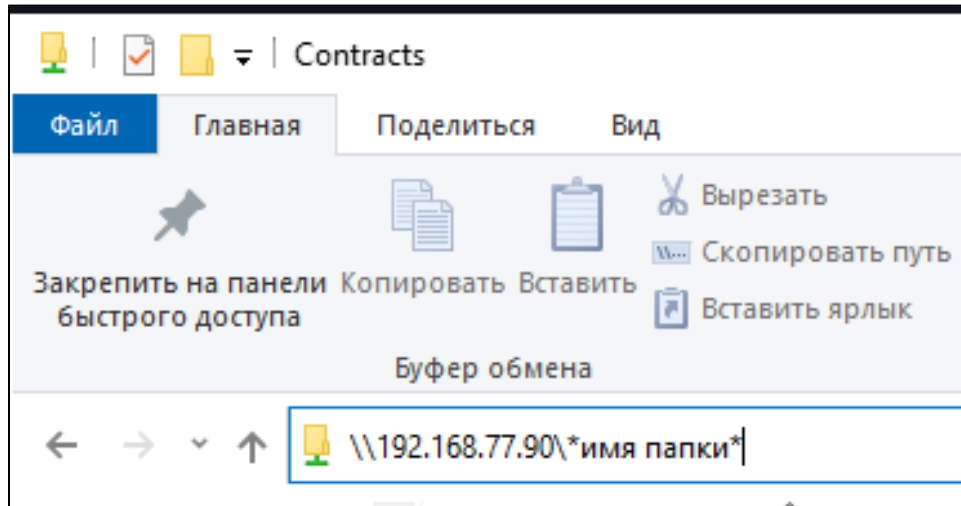 Contracts
Файл Главная Поделиться Вид
Закрепить на панели быстрого доступа
Копировать
Вставить
Вырезать
Скопировать путь
Вставить ярлык
Буфер обмена
\\192.168.77.90\*имя папки*